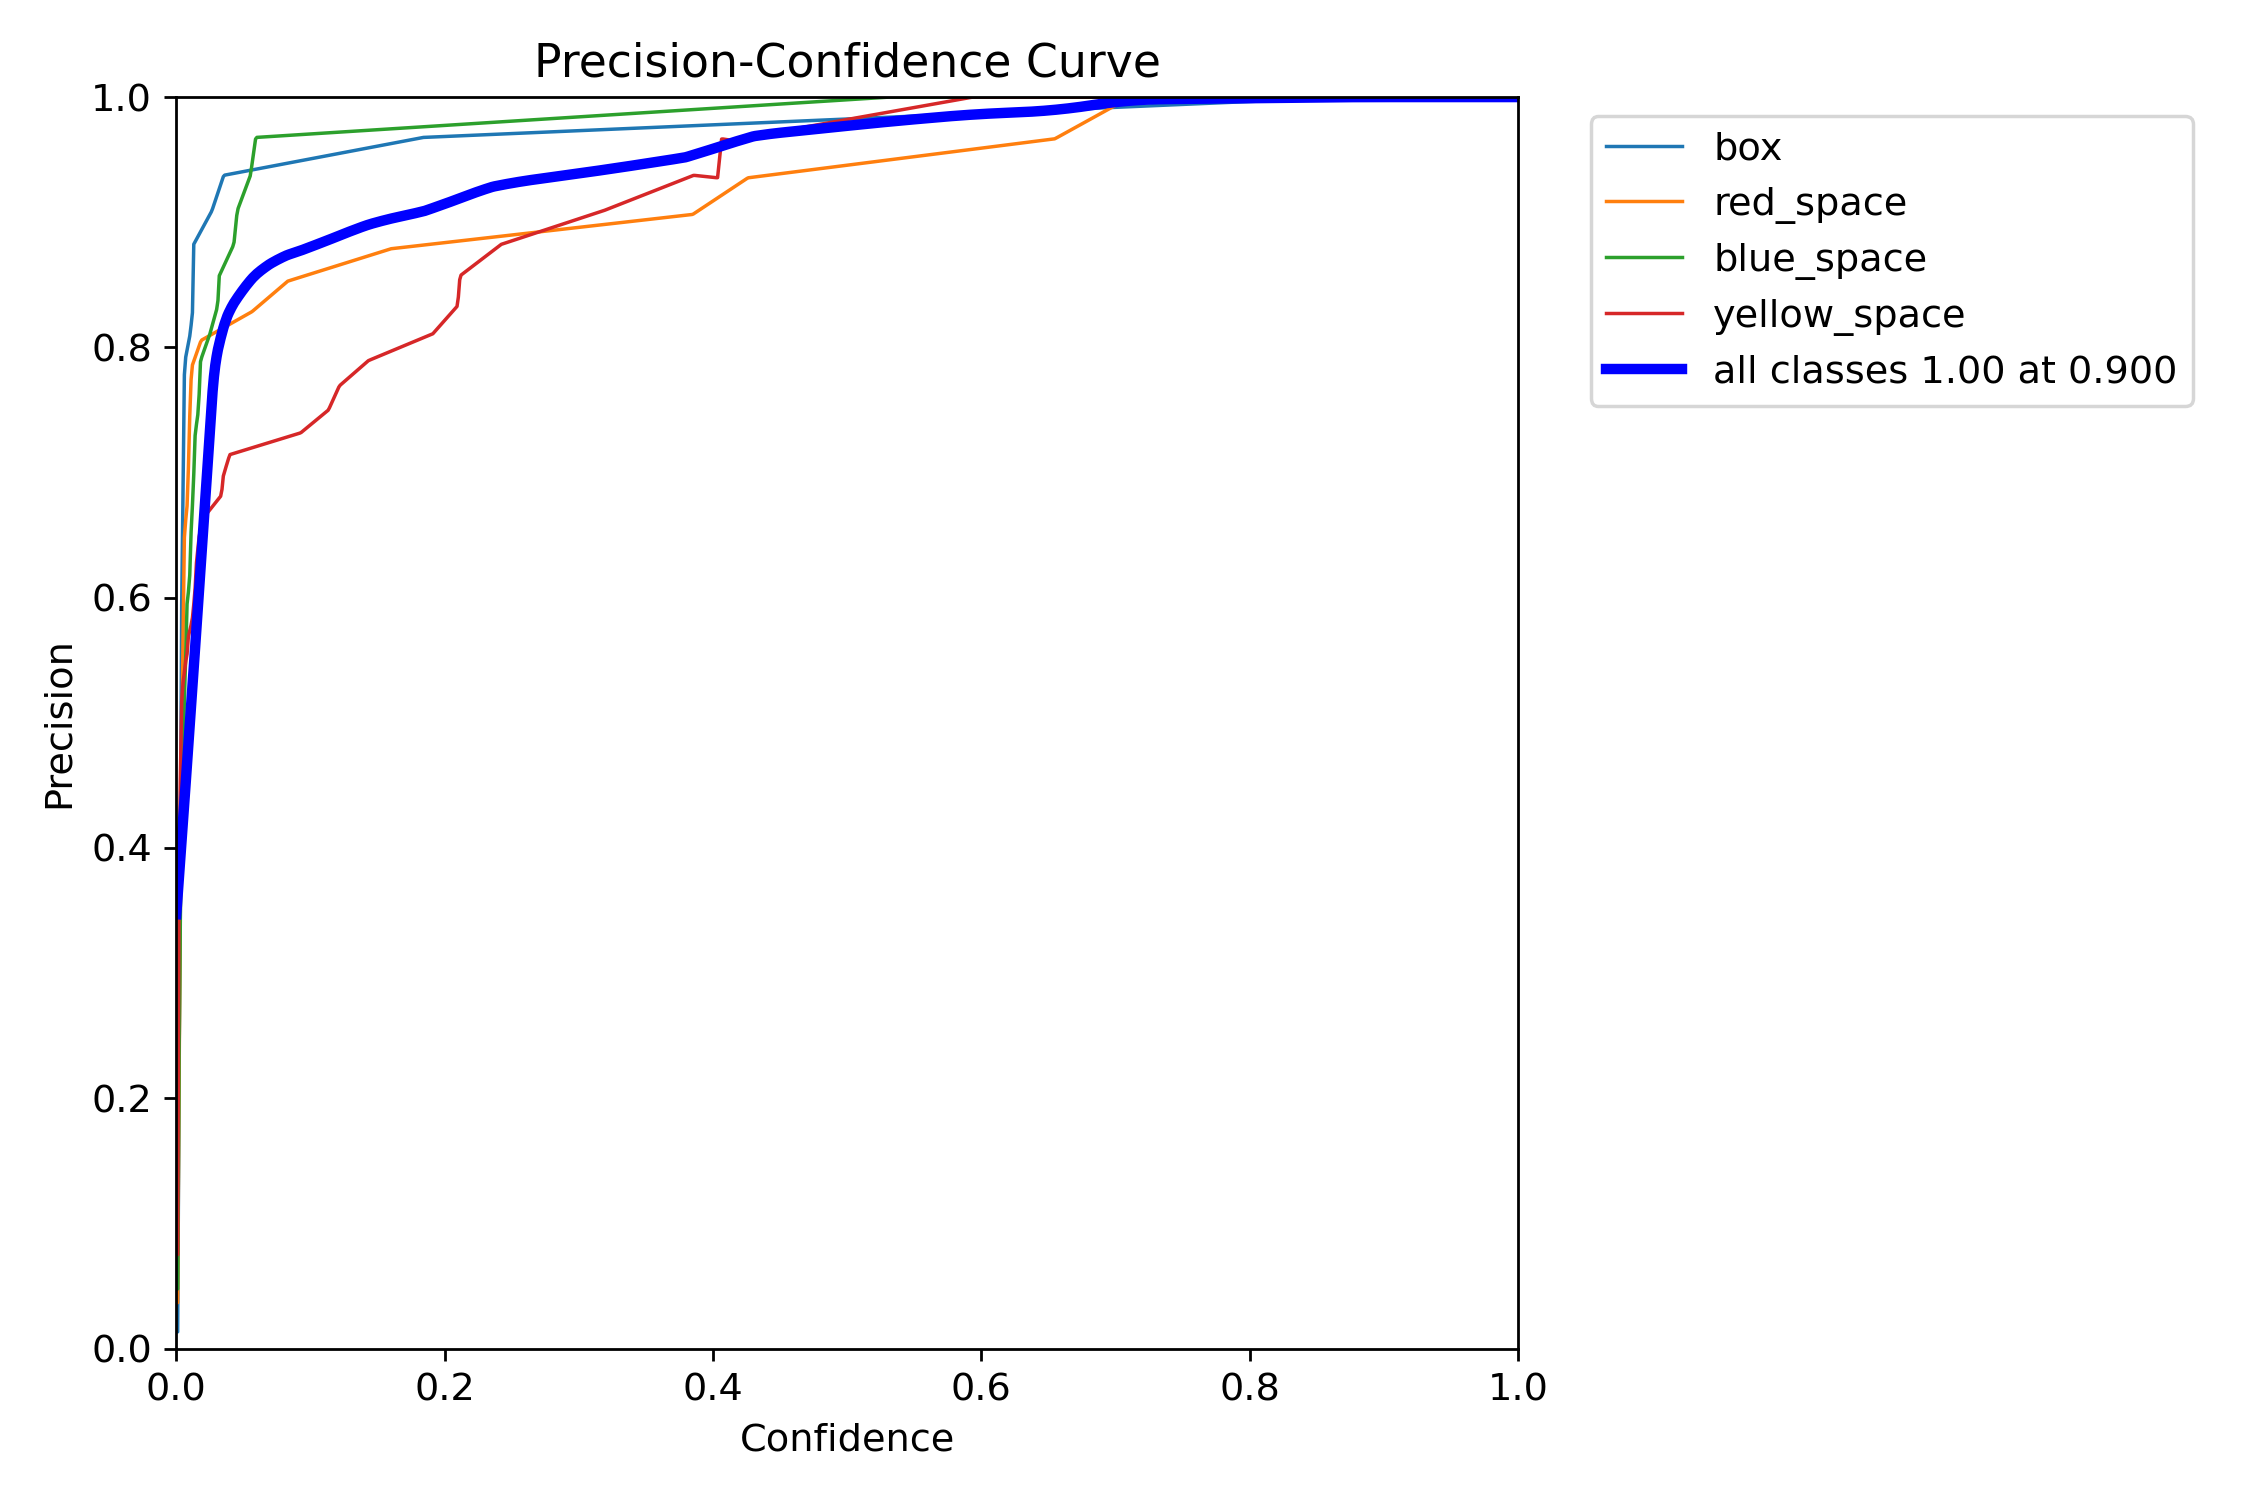 Precision-Confidence Curve
1.0
0.8
0.6
0.4
0.2
0.0
Precision
0.0 0.2 0.4 0.6 0.8 1.0
Confidence
box
red_space
blue_space
yellow_space
all classes 1.00 at 0.900